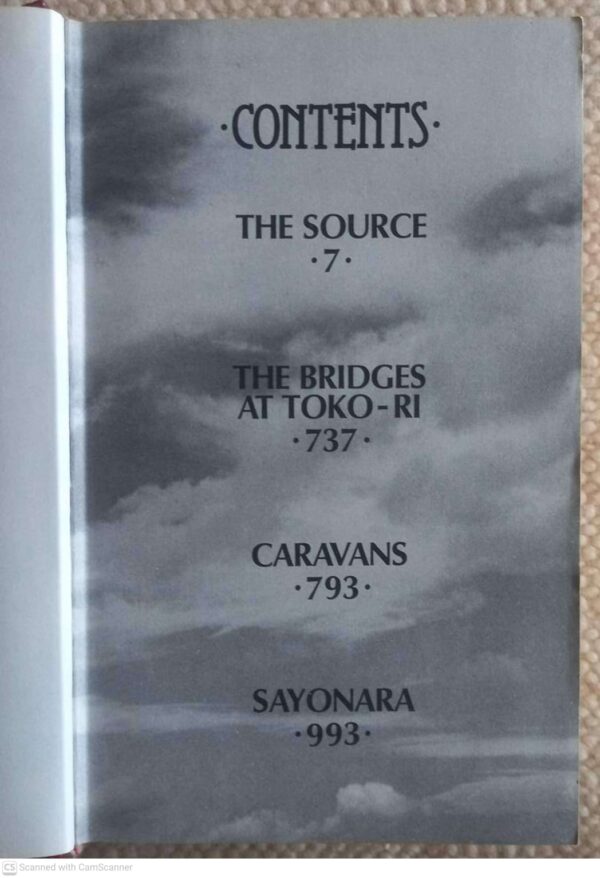 ·CONTENTS·
THE SOURCE
·7·
THE BRIDGES
AT TOKO-RI
·737·
CARAVANS
·793·
SAYONARA
·993·
CS Scanned with CamScanner